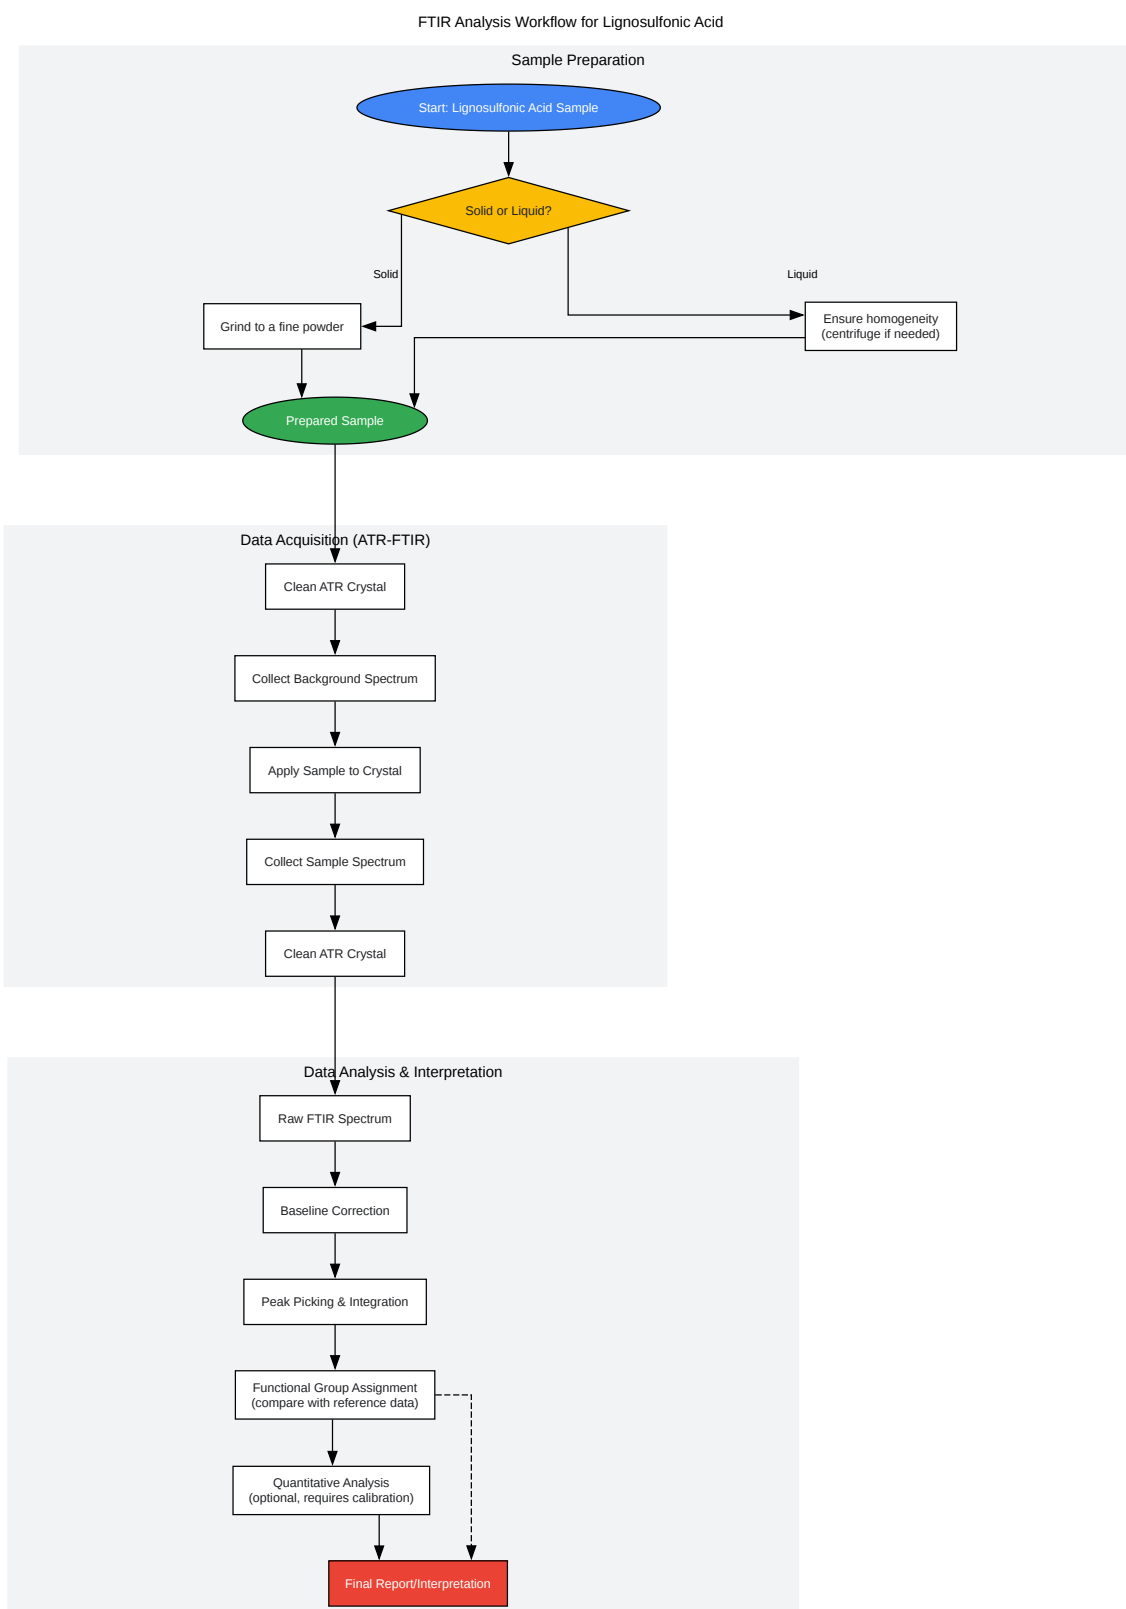 FTIR Analysis Workflow for Lignosulfonic Acid
Sample Preparation
Start: Lignosulfonic Acid Sample
Solid or Liquid?
Solid
Liquid
Grind to a fine powder
Ensure homogeneity
(centrifuge if needed)
Prepared Sample
Data Acquisition (ATR-FTIR)
Clean ATR Crystal
Collect Background Spectrum
Apply Sample to Crystal
Collect Sample Spectrum
Clean ATR Crystal
Data Analysis & Interpretation
Raw FTIR Spectrum
Baseline Correction
Peak Picking & Integration
Functional Group Assignment
(compare with reference data)
Quantitative Analysis
(optional, requires calibration)
Final Report/Interpretation